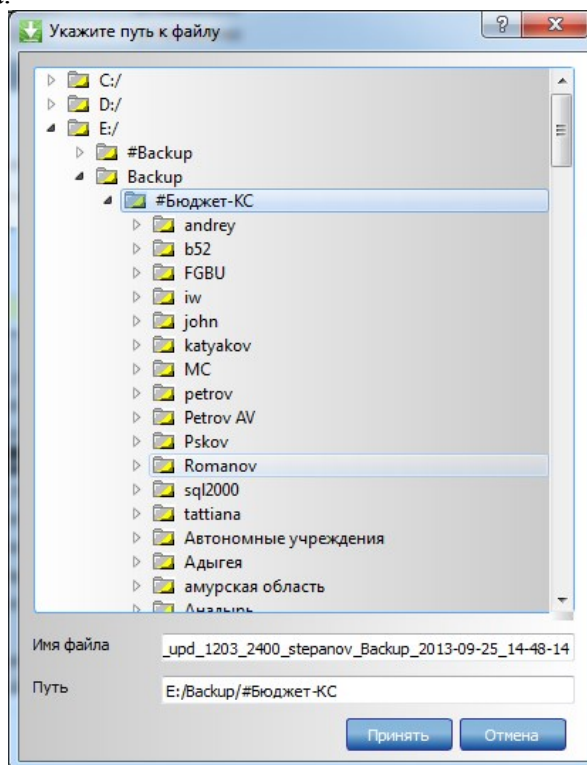 Укажите путь к файлу
C:/
D:/
E:/
#Backup
Backup
#Бюджет-КС
andrey
b52
FGBU
iw
john
katyakov
MC
petrov
Petrov AV
Pskov
Romanov
sql2000
tattiana
Автономные учреждения
Адыгея
амурская область
Анадырь
Имя файла
_upd_1203_2400_stepanov_Backup_2013-09-25_14-48-14
Путь
E:/Backup/#Бюджет-КС
Принять Отмена